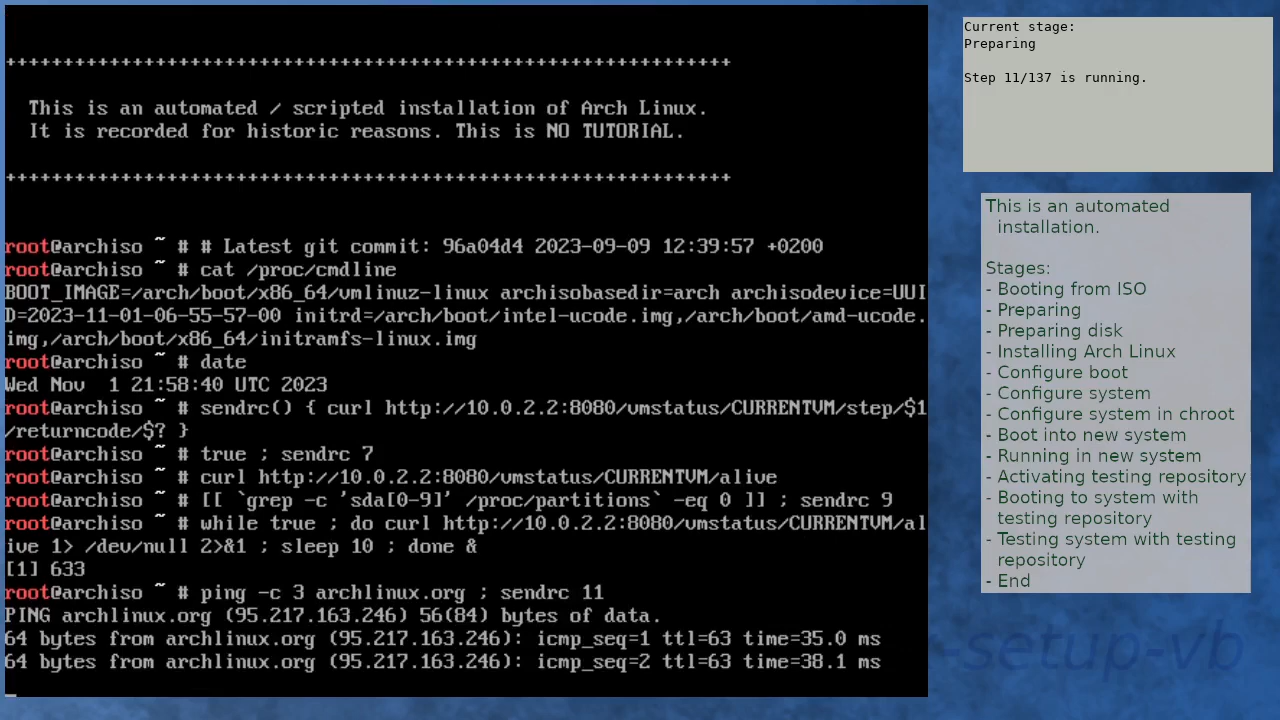 ++++++++++++++++++++++++++++++++++++++++++++++++++++++++++++++++
This is an automated / scripted installation of Arch Linux.
It is recorded for historic reasons. This is NO TUTORIAL.
++++++++++++++++++++++++++++++++++++++++++++++++++++++++++++++++
root@archiso ~ # # Latest git commit: 96a04d4 2023-09-09 12:39:57 +0200
root@archiso ~ # cat /proc/cmdline
BOOT_IMAGE=/arch/boot/x86_64/vmlinuz-linux archisobasedir=arch archisodevice=UUI
D=2023-11-01-06-55-57-00 initrd=/arch/boot/intel-ucode.img,/arch/boot/amd-ucode.
img,/arch/boot/x86_64/initramfs-linux.img
root@archiso ~ # date
Wed Nov  1 21:58:40 UTC 2023
root@archiso ~ # sendrc() { curl http://10.0.2.2:8080/vmstatus/CURRENTVM/step/$1
/returncode/$? }
root@archiso ~ # true ; sendrc 7
root@archiso ~ # curl http://10.0.2.2:8080/vmstatus/CURRENTVM/alive
root@archiso ~ # [[ `grep -c 'sda[0-9]' /proc/partitions` -eq 0 ]] ; sendrc 9
root@archiso ~ # while true ; do curl http://10.0.2.2:8080/vmstatus/CURRENTVM/al
ive 1> /dev/null 2>&1 ; sleep 10 ; done &
[1] 633
root@archiso ~ # ping -c 3 archlinux.org ; sendrc 11
PING archlinux.org (95.217.163.246) 56(84) bytes of data.
64 bytes from archlinux.org (95.217.163.246): icmp_seq=1 ttl=63 time=35.0 ms
64 bytes from archlinux.org (95.217.163.246): icmp_seq=2 ttl=63 time=38.1 ms
Current stage:
Preparing
Step 11/137 is running.
This is an automated
installation.
Stages:
- Booting from ISO
- Preparing
- Preparing disk
- Installing Arch Linux
- Configure boot
- Configure system
- Configure system in chroot
- Boot into new system
- Running in new system
- Activating testing repository
- Booting to system with
testing repository
- Testing system with testing
repository
- End
-setup-vb